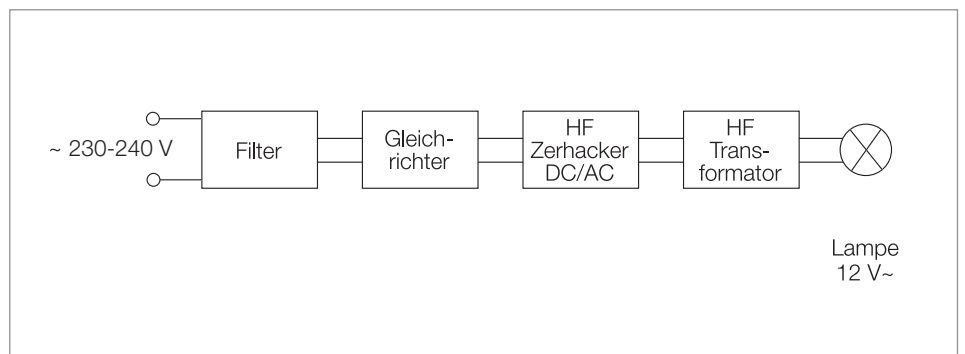 ~ 230-240 V
Filter
Gleich-
richter
HF
Zerhacker
DC/AC
HF
Trans-
formator
Lampe
12 V~